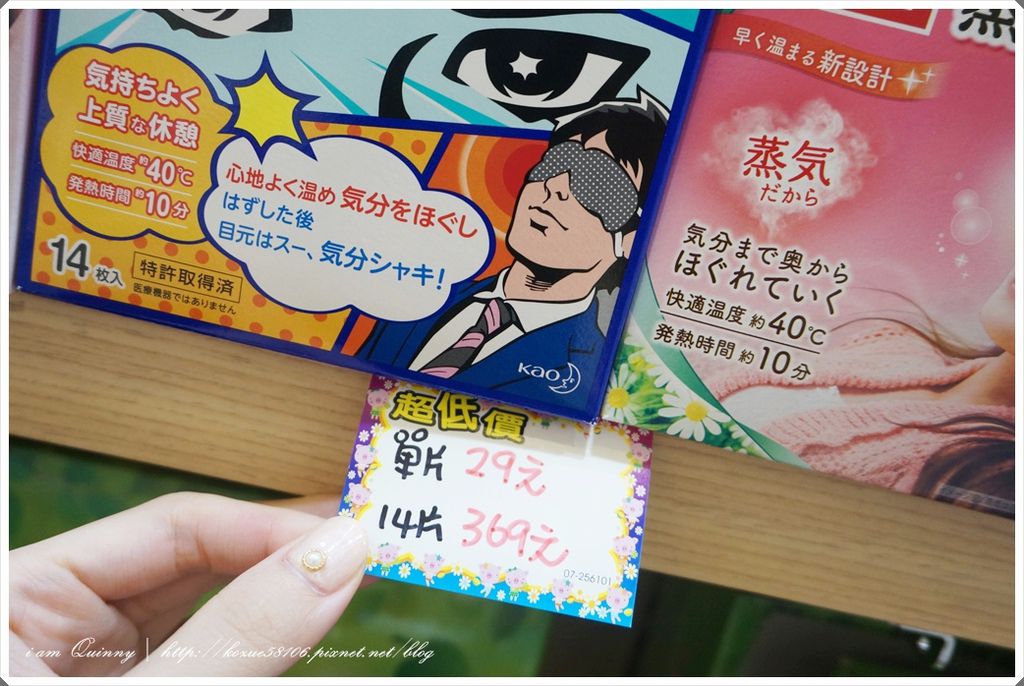 気持ちよく
上質な休憩
快適温度約40℃
発熱時間約10分
心地よく温め 気分をほぐし
はずした後
目元はスー、気分シャキ!
14枚入
特許取得済
医療機器ではありません
Kao
早く温まる新設計
蒸気
だから
気分まで奥から
ほぐれていく
快適温度 約40℃
発熱時間 約10分
超低價
單片 29元
14片 369元
07-256101
i am Quinny | http://kozue58106.pixnet.net/blog